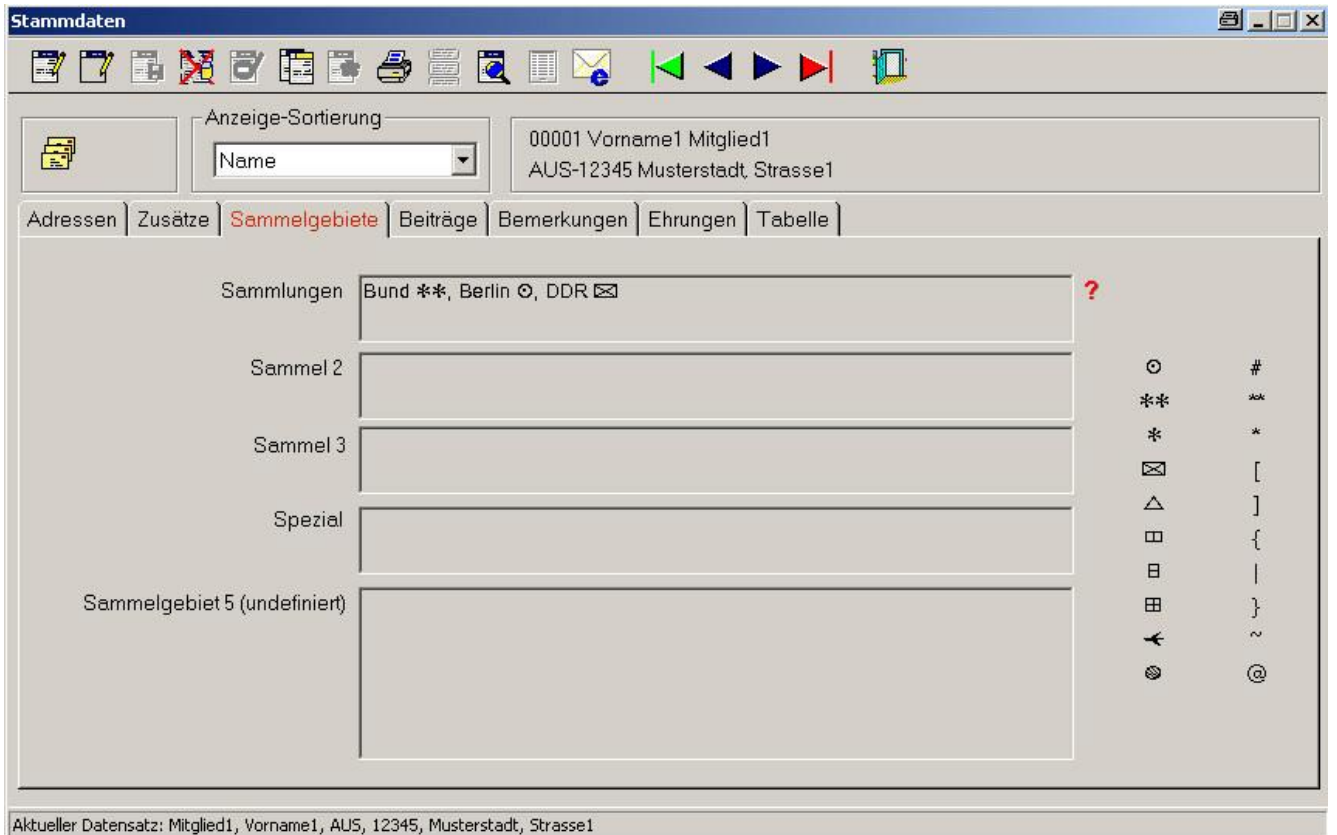 Stammdaten
Anzeige-Sortierung
Name
00001 Vorname1 Mitglied1
AUS-12345 Musterstadt, Strasse1
Adressen Zusätze Sammelgebiete Beiträge Bemerkungen Ehrungen Tabelle
Sammlungen Bund **, Berlin ⊙, DDR ✉ ?
Sammel 2
Sammel 3
Spezial
Sammelgebiet 5 (undefiniert)
⊙ #
** **
* *
✉ [
△ ]
{
|
⊞ }
~
@
Aktueller Datensatz: Mitglied1, Vorname1, AUS, 12345, Musterstadt, Strasse1